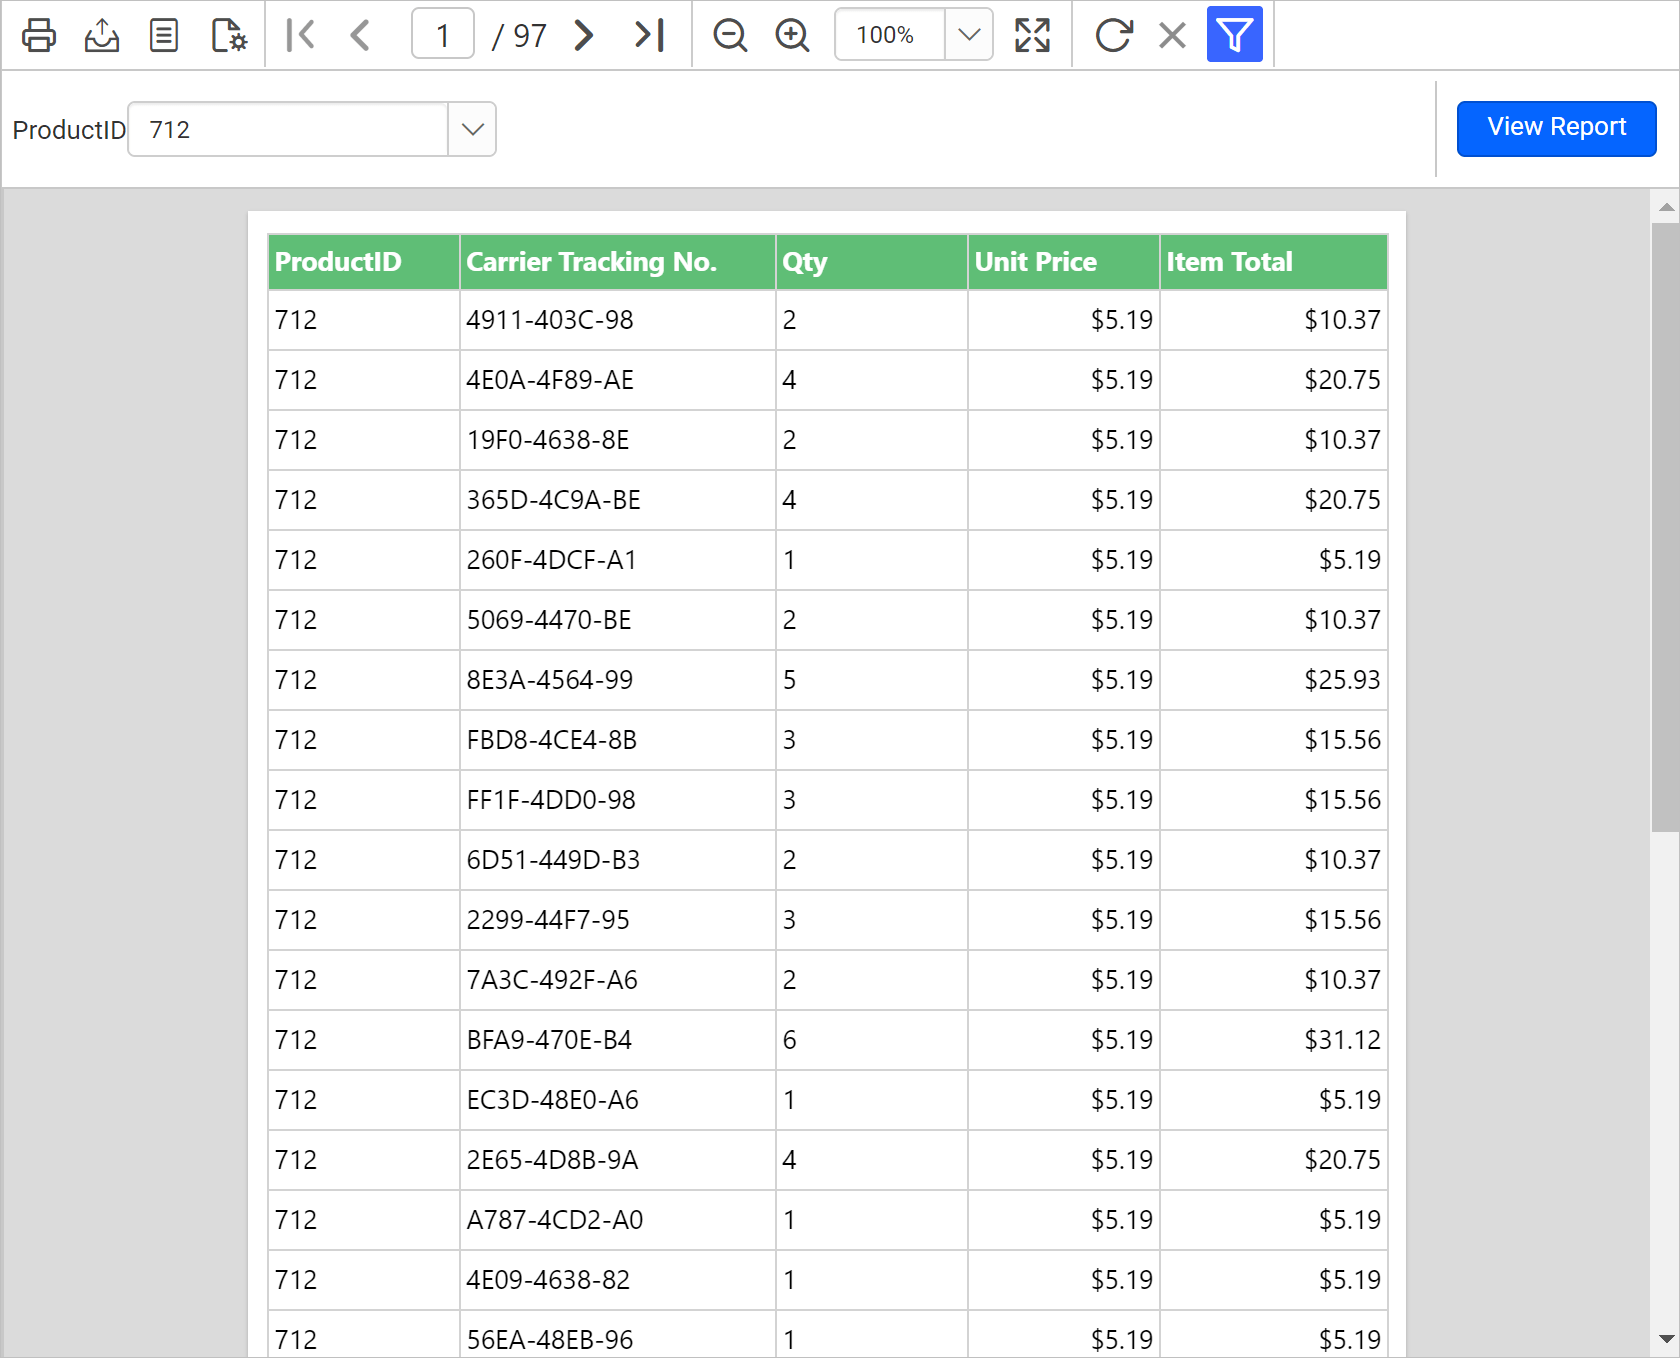 1 / 97 100%
ProductID 712 View Report
ProductID Carrier Tracking No. Qty Unit Price Item Total
712 4911-403C-98 2 $5.19 $10.37
712 4E0A-4F89-AE 4 $5.19 $20.75
712 19F0-4638-8E 2 $5.19 $10.37
712 365D-4C9A-BE 4 $5.19 $20.75
712 260F-4DCF-A1 1 $5.19 $5.19
712 5069-4470-BE 2 $5.19 $10.37
712 8E3A-4564-99 5 $5.19 $25.93
712 FBD8-4CE4-8B 3 $5.19 $15.56
712 FF1F-4DD0-98 3 $5.19 $15.56
712 6D51-449D-B3 2 $5.19 $10.37
712 2299-44F7-95 3 $5.19 $15.56
712 7A3C-492F-A6 2 $5.19 $10.37
712 BFA9-470E-B4 6 $5.19 $31.12
712 EC3D-48E0-A6 1 $5.19 $5.19
712 2E65-4D8B-9A 4 $5.19 $20.75
712 A787-4CD2-A0 1 $5.19 $5.19
712 4E09-4638-82 1 $5.19 $5.19
712 56EA-48EB-96 1 $5.19 $5.19